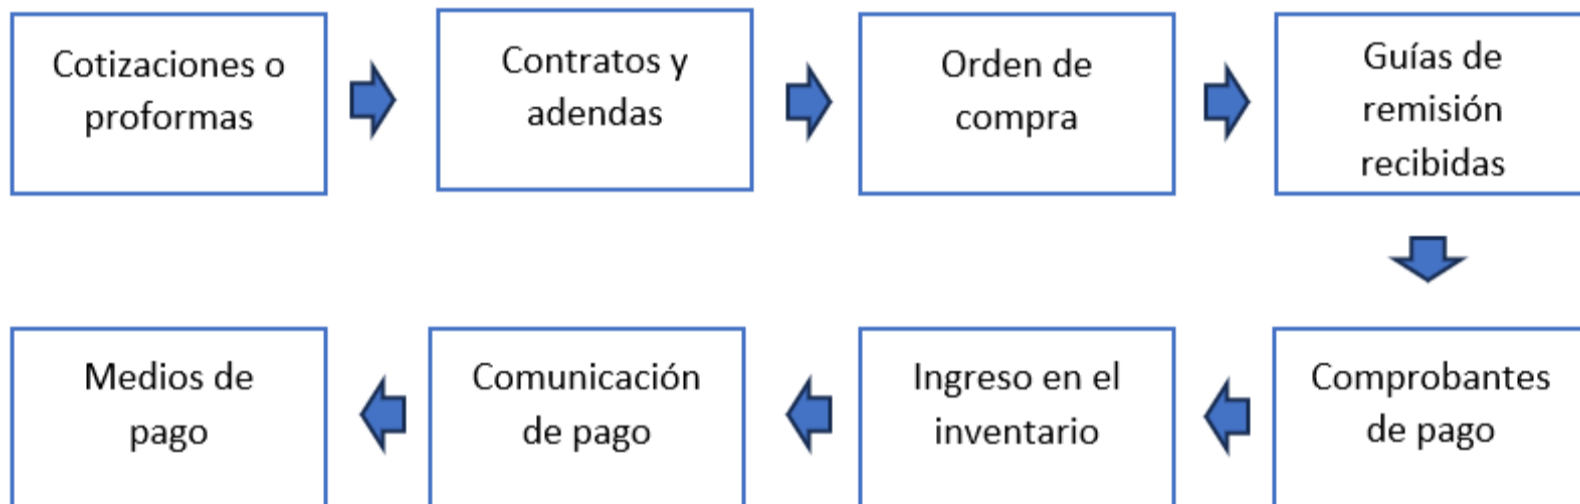 Cotizaciones o
proformas
Contratos y
adendas
Orden de
compra
Guías de
remisión
recibidas
Comprobantes
de pago
Ingreso en el
inventario
Comunicación
de pago
Medios de
pago